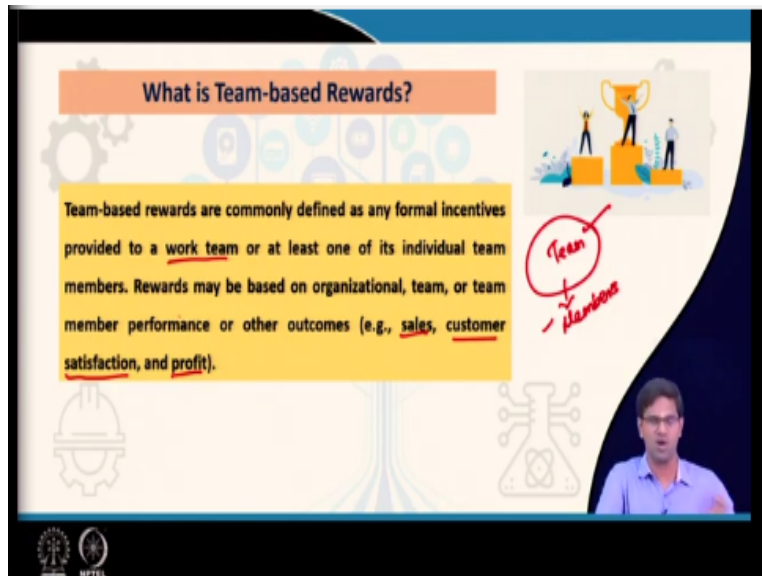 What is Team-based Rewards?
Team-based rewards are commonly defined as any formal incentives
provided to a work team or at least one of its individual team
members. Rewards may be based on organizational, team, or team
member performance or other outcomes (e.g., sales, customer
satisfaction, and profit).
Team
Members
NPTEL